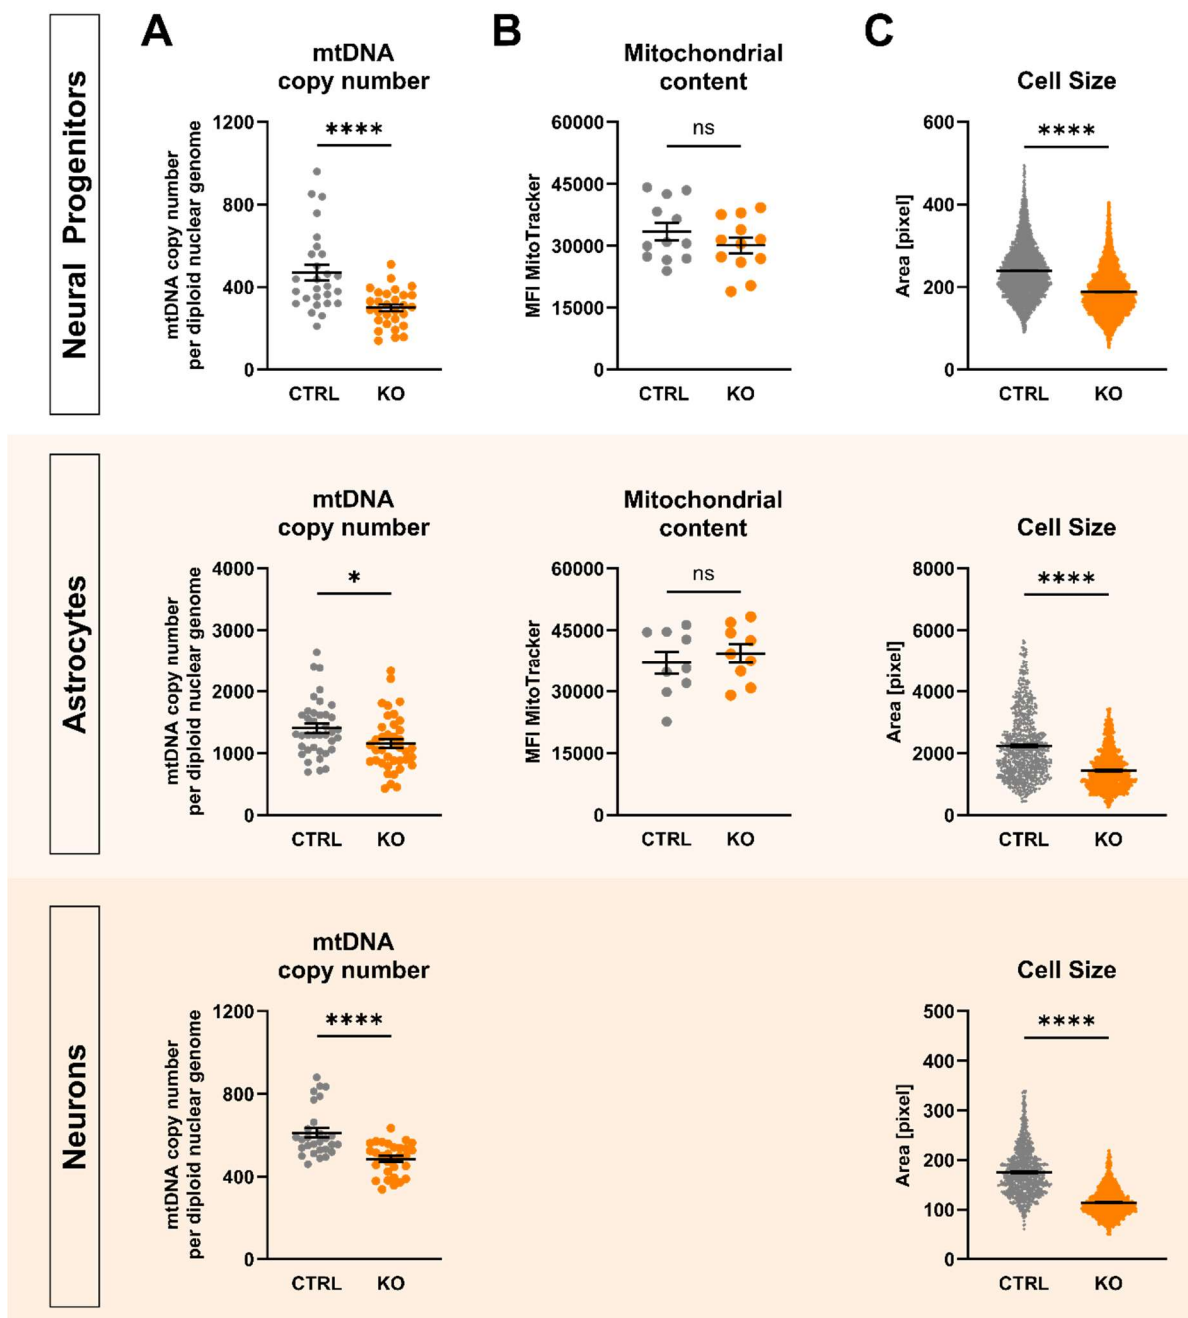 Neural Progenitors
A
mtDNA
copy number
mtDNA copy number
per diploid nuclear genome
1200
800
400
0
****
CTRL KO
B
Mitochondrial
content
MFI MitoTracker
60000
45000
30000
15000
0
ns
CTRL KO
C
Cell Size
Area [pixel]
600
400
200
0
****
CTRL KO
Astrocytes
mtDNA
copy number
mtDNA copy number
per diploid nuclear genome
4000
3000
2000
1000
0
*
CTRL KO
Mitochondrial
content
MFI MitoTracker
60000
45000
30000
15000
0
ns
CTRL KO
Cell Size
Area [pixel]
8000
6000
4000
2000
0
****
CTRL KO
Neurons
mtDNA
copy number
mtDNA copy number
per diploid nuclear genome
1200
800
400
0
****
CTRL KO
Cell Size
Area [pixel]
500
400
300
200
100
0
****
CTRL KO